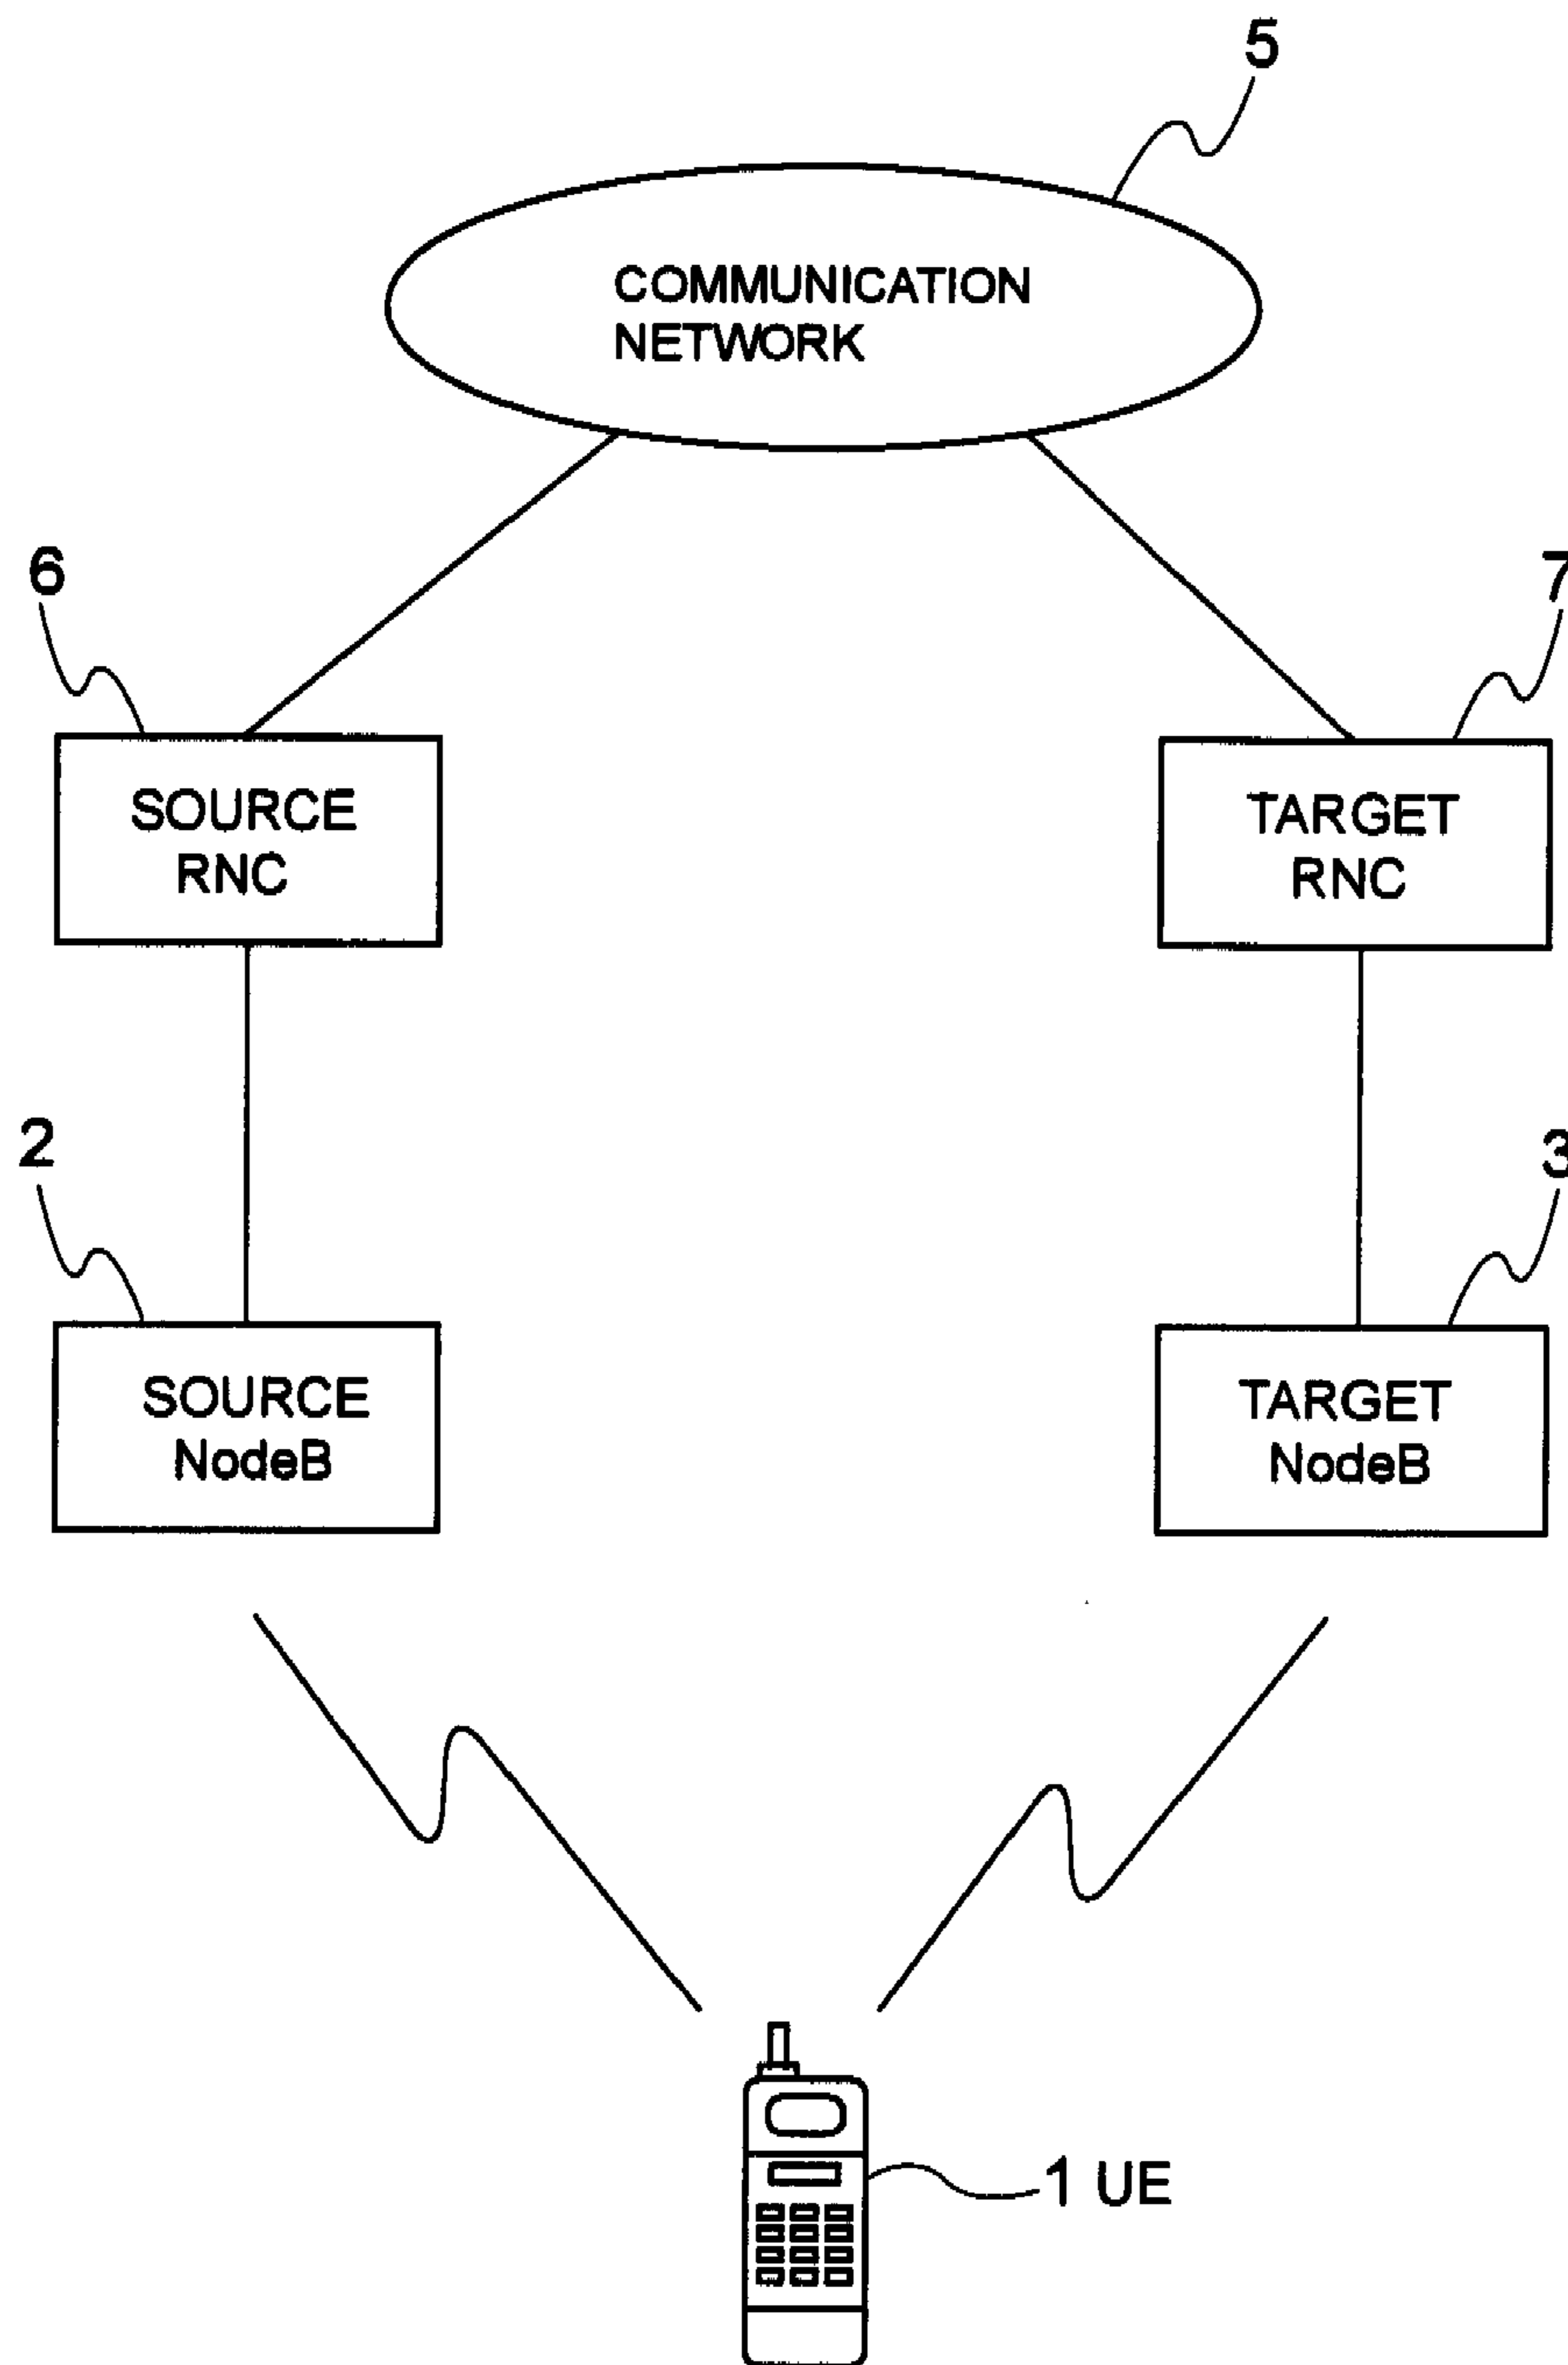 5
COMMUNICATION
NETWORK
6
7
SOURCE
RNC
TARGET
RNC
2
3
SOURCE
NodeB
TARGET
NodeB
1 UE